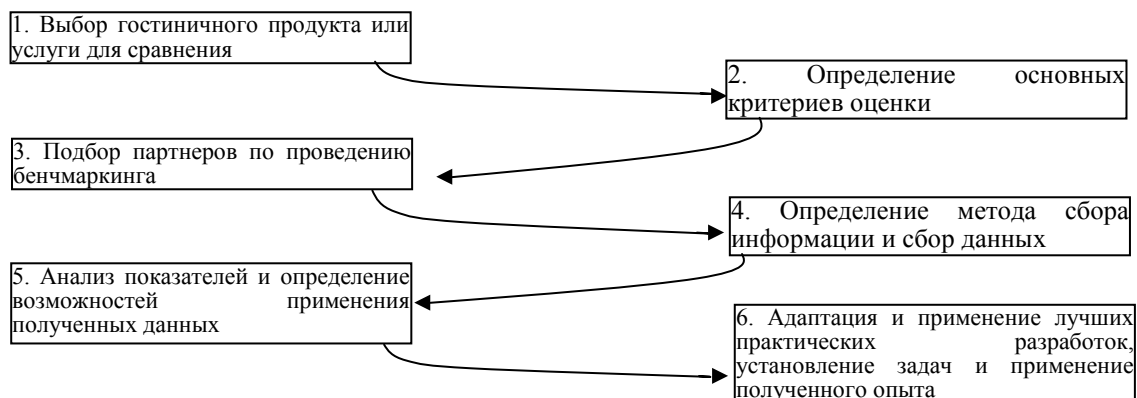 1. Выбор гостиничного продукта или
услуги для сравнения
2. Определение основных
критериев оценки
3. Подбор партнеров по проведению
бенчмаркинга
4. Определение метода сбора
информации и сбор данных
5. Анализ показателей и определение
возможностей применения
полученных данных
6. Адаптация и применение лучших
практических разработок,
установление задач и применение
полученного опыта